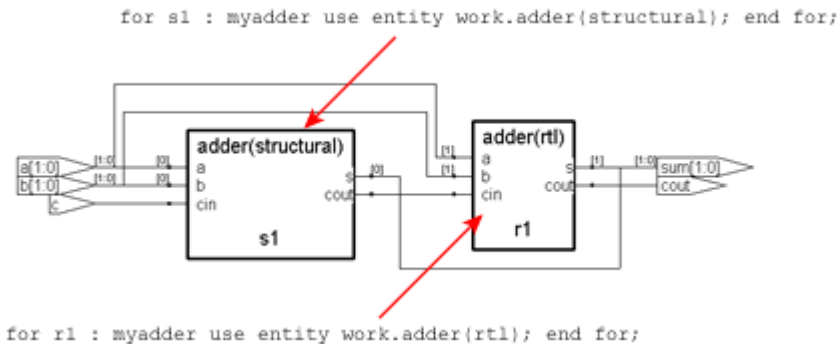 for s1 : myadder use entity work.adder(structural); end for;
adder(structural)
adder(rtl)
a[1:0]
[1:0]
[0]
a
b[1:0]
[1:0]
[0]
b
c
cin
s
[0]
cout
s1
[1]
a
[1]
b
cin
s
[1]
[1:0]
sum[1:0]
cout
cout
r1
for r1 : myadder use entity work.adder(rtl); end for;